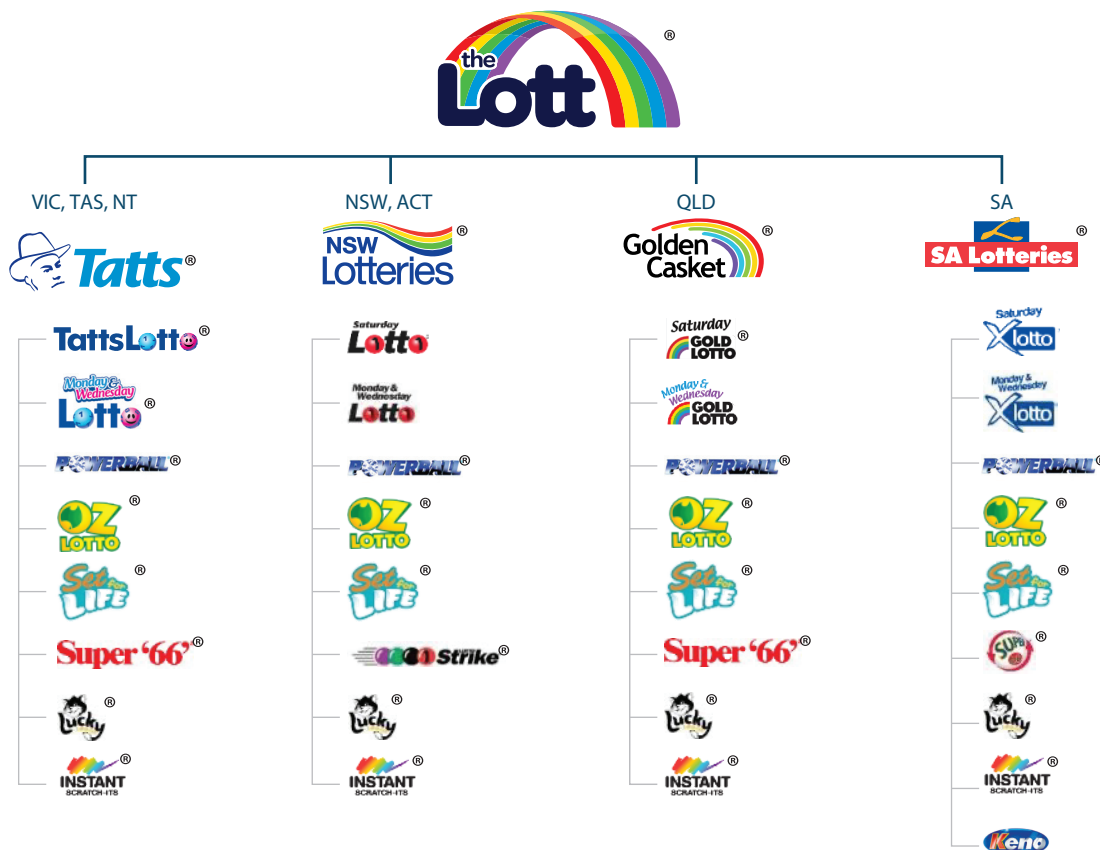 the
Lott ®
VIC, TAS, NT
Tatts ®
TattsLotto ®
Monday &
Wednesday
Lotto ®
POWERBALL ®
OZ ®
LOTTO
Set for ®
LIFE
Super '66' ®
Lucky ®
INSTANT ®
SCRATCH-ITS
NSW, ACT
NSW ®
Lotteries
Saturday
Lotto
Monday &
Wednesday
Lotto
POWERBALL ®
OZ ®
LOTTO
Set for ®
LIFE
Strike ®
Lucky ®
INSTANT ®
SCRATCH-ITS
QLD
Golden ®
Casket
Saturday
GOLD ®
LOTTO
Monday &
Wednesday
GOLD
LOTTO
POWERBALL ®
OZ ®
LOTTO
Set for ®
LIFE
Super '66' ®
Lucky ®
INSTANT ®
SCRATCH-ITS
SA
SA Lotteries ®
Saturday
X lotto
Monday &
Wednesday
X lotto
POWERBALL ®
OZ ®
LOTTO
Set for ®
LIFE
SUPA ®
Lucky ®
INSTANT ®
SCRATCH-ITS
Keno